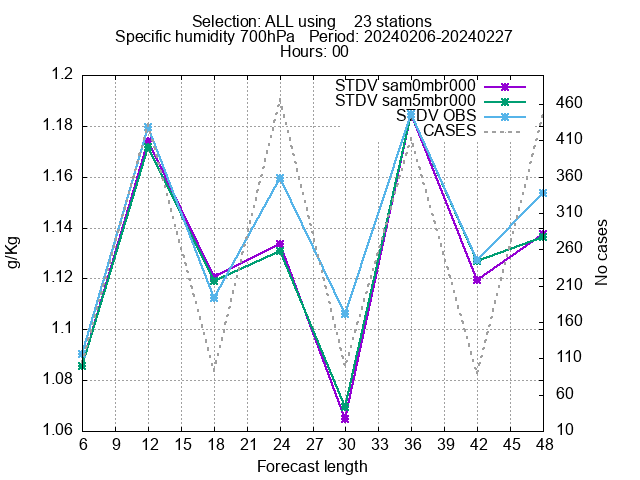 Selection: ALL using    23 stations
Specific humidity 700hPa   Period: 20240206-20240227
Hours: 00
STDV sam0mbr000
STDV sam5mbr000
STDV OBS
CASES
1.2
1.18
1.16
1.14
1.12
1.1
1.08
1.06
g/Kg
460
410
360
310
260
210
160
110
60
10
No cases
6 9 12 15 18 21 24 27 30 33 36 39 42 45 48
Forecast length